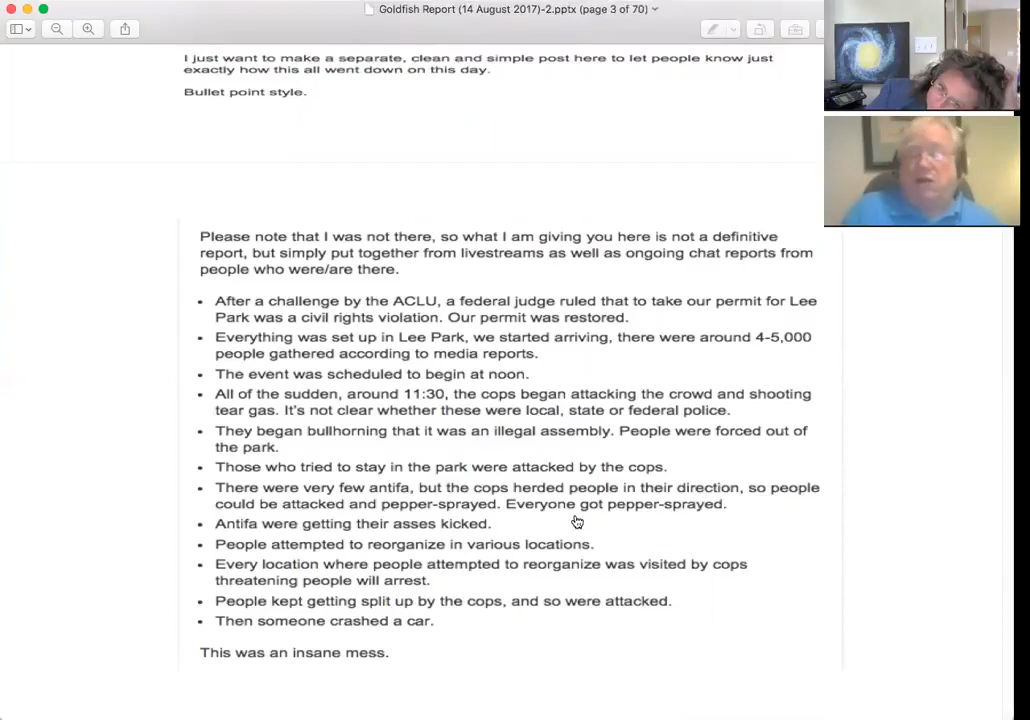 Goldfish Report (14 August 2017)-2.pptx (page 3 of 70)
I just want to make a separate, clean and simple post here to let people know just
exactly how this all went down on this day.
Bullet point style.
Please note that I was not there, so what I am giving you here is not a definitive
report, but simply put together from livestreams as well as ongoing chat reports from
people who were/are there.
• After a challenge by the ACLU, a federal judge ruled that to take our permit for Lee
Park was a civil rights violation. Our permit was restored.
• Everything was set up in Lee Park, we started arriving, there were around 4-5,000
people gathered according to media reports.
• The event was scheduled to begin at noon.
• All of the sudden, around 11:30, the cops began attacking the crowd and shooting
tear gas. It's not clear whether these were local, state or federal police.
• They began bullhorning that it was an illegal assembly. People were forced out of
the park.
• Those who tried to stay in the park were attacked by the cops.
• There were very few antifa, but the cops herded people in their direction, so people
could be attacked and pepper-sprayed. Everyone got pepper-sprayed.
• Antifa were getting their asses kicked.
• People attempted to reorganize in various locations.
• Every location where people attempted to reorganize was visited by cops
threatening people will arrest.
• People kept getting split up by the cops, and so were attacked.
• Then someone crashed a car.
This was an insane mess.